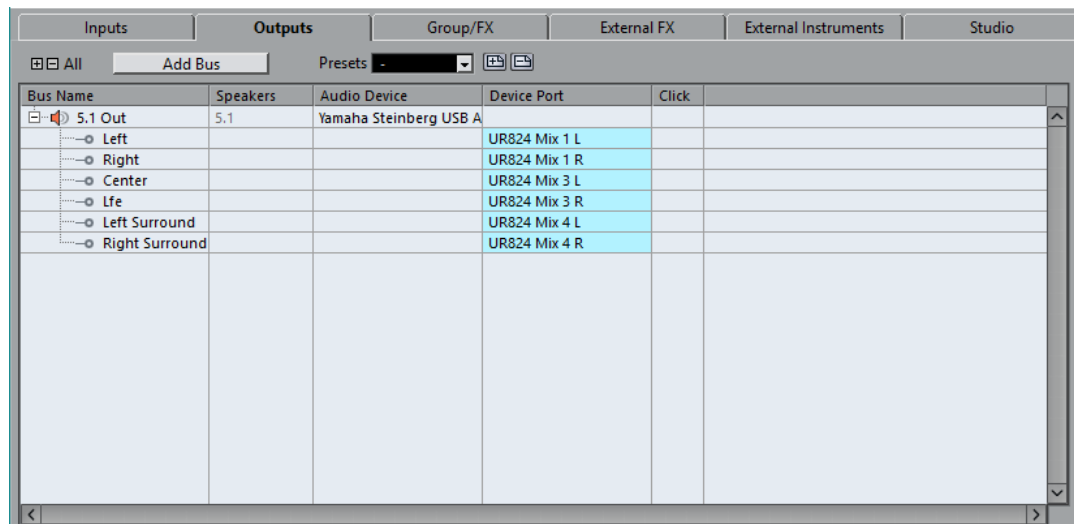 Inputs Outputs Group/FX External FX External Instruments Studio
All Add Bus Presets -
Bus Name Speakers Audio Device Device Port Click
5.1 Out 5.1 Yamaha Steinberg USB A
Left UR824 Mix 1 L
Right UR824 Mix 1 R
Center UR824 Mix 3 L
Lfe UR824 Mix 3 R
Left Surround UR824 Mix 4 L
Right Surround UR824 Mix 4 R